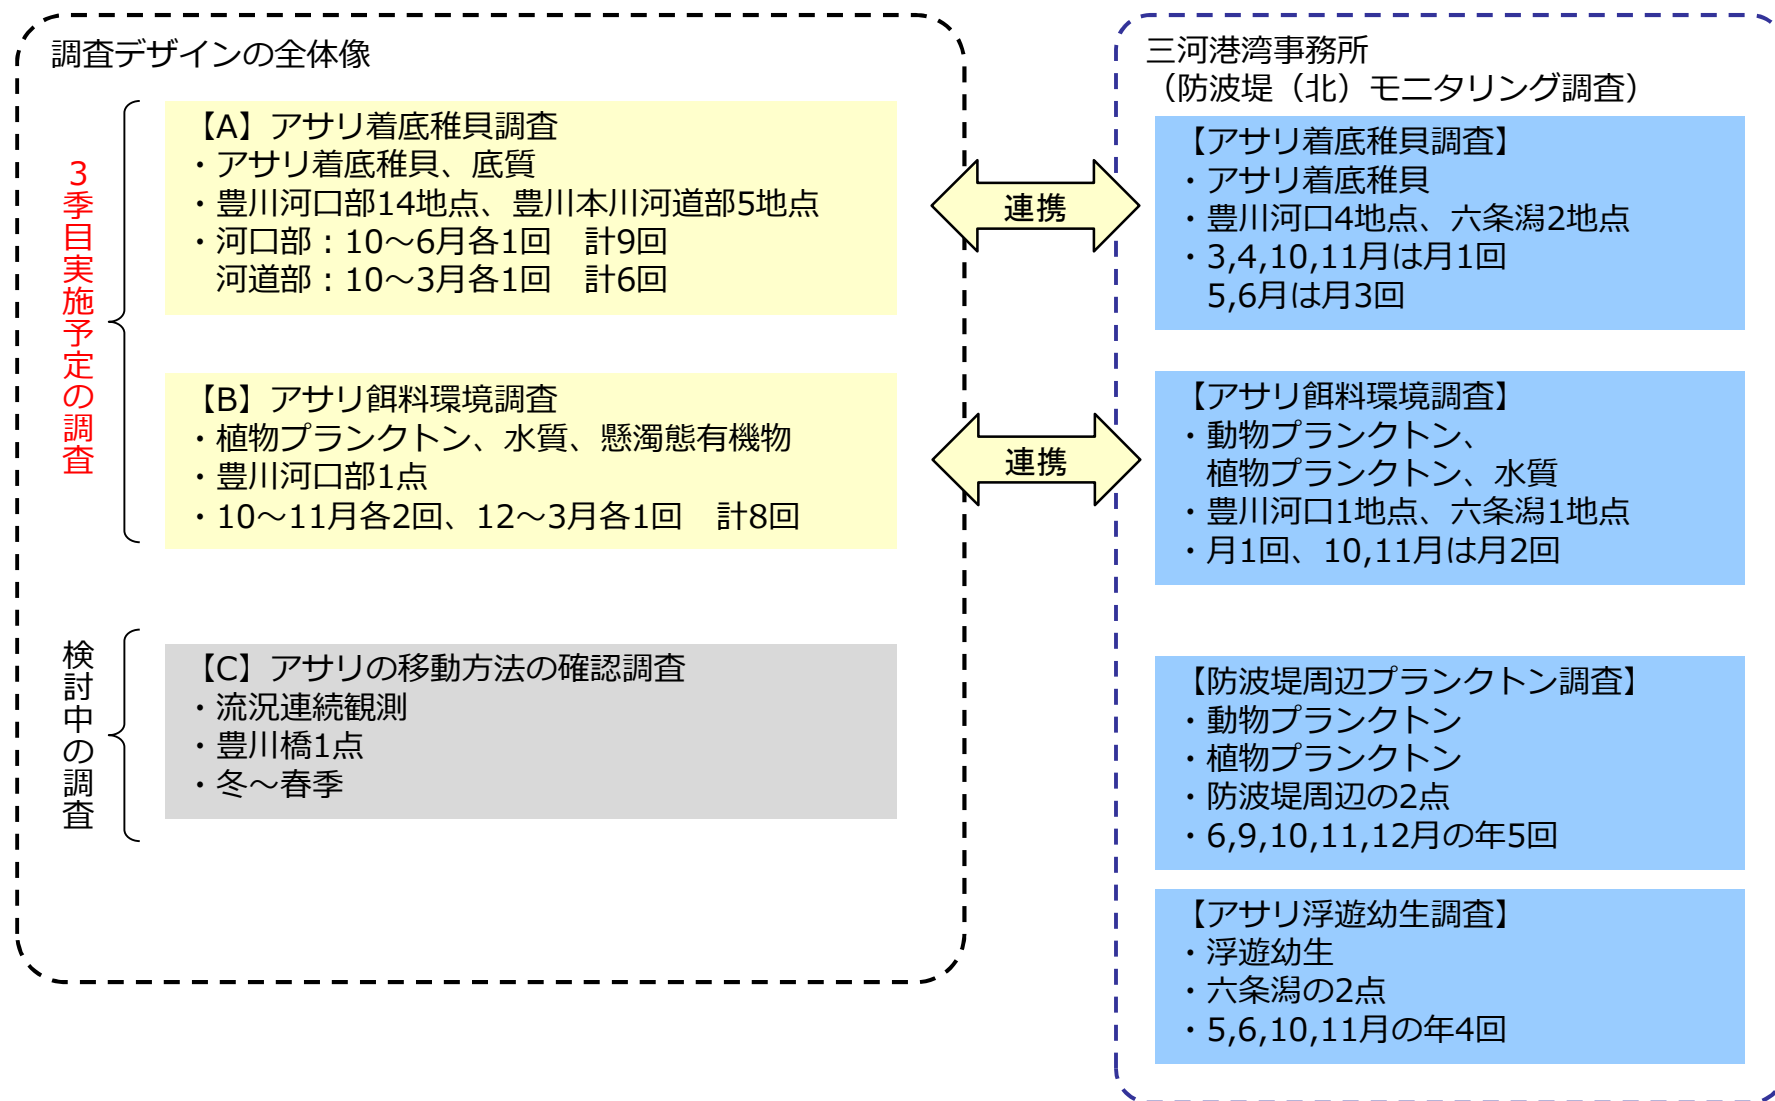 調査デザインの全体像
3季目実施予定の調査
【A】アサリ着底稚貝調査
・アサリ着底稚貝、底質
・豊川河口部14地点、豊川本川河道部5地点
・河口部：10～6月各1回　計9回
河道部：10～3月各1回　計6回
【B】アサリ餌料環境調査
・植物プランクトン、水質、懸濁態有機物
・豊川河口部1点
・10～11月各2回、12～3月各1回　計8回
検討中の調査
【C】アサリの移動方法の確認調査
・流況連続観測
・豊川橋1点
・冬～春季
連携
連携
三河港湾事務所
（防波堤（北）モニタリング調査）
【アサリ着底稚貝調査】
・アサリ着底稚貝
・豊川河口4地点、六条潟2地点
・3,4,10,11月は月1回
5,6月は月3回
【アサリ餌料環境調査】
・動物プランクトン、
植物プランクトン、水質
・豊川河口1地点、六条潟1地点
・月1回、10,11月は月2回
【防波堤周辺プランクトン調査】
・動物プランクトン
・植物プランクトン
・防波堤周辺の2点
・6,9,10,11,12月の年5回
【アサリ浮遊幼生調査】
・浮遊幼生
・六条潟の2点
・5,6,10,11月の年4回